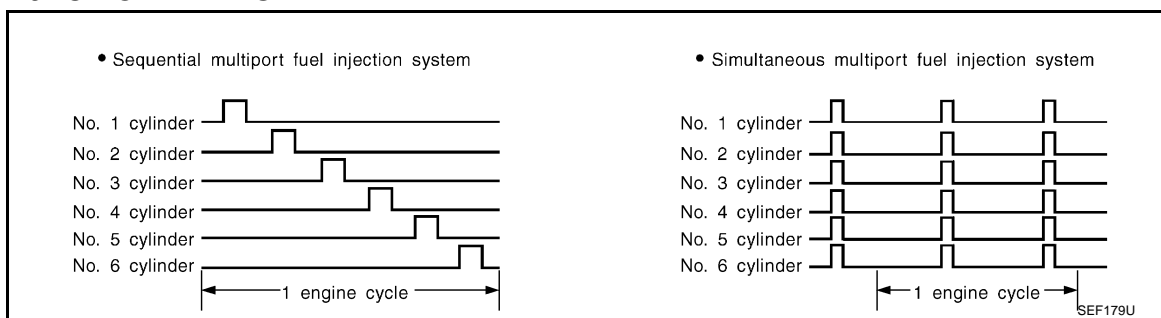 • Sequential multiport fuel injection system
No. 1 cylinder
No. 2 cylinder
No. 3 cylinder
No. 4 cylinder
No. 5 cylinder
No. 6 cylinder
1 engine cycle
• Simultaneous multiport fuel injection system
No. 1 cylinder
No. 2 cylinder
No. 3 cylinder
No. 4 cylinder
No. 5 cylinder
No. 6 cylinder
1 engine cycle
SEF179U